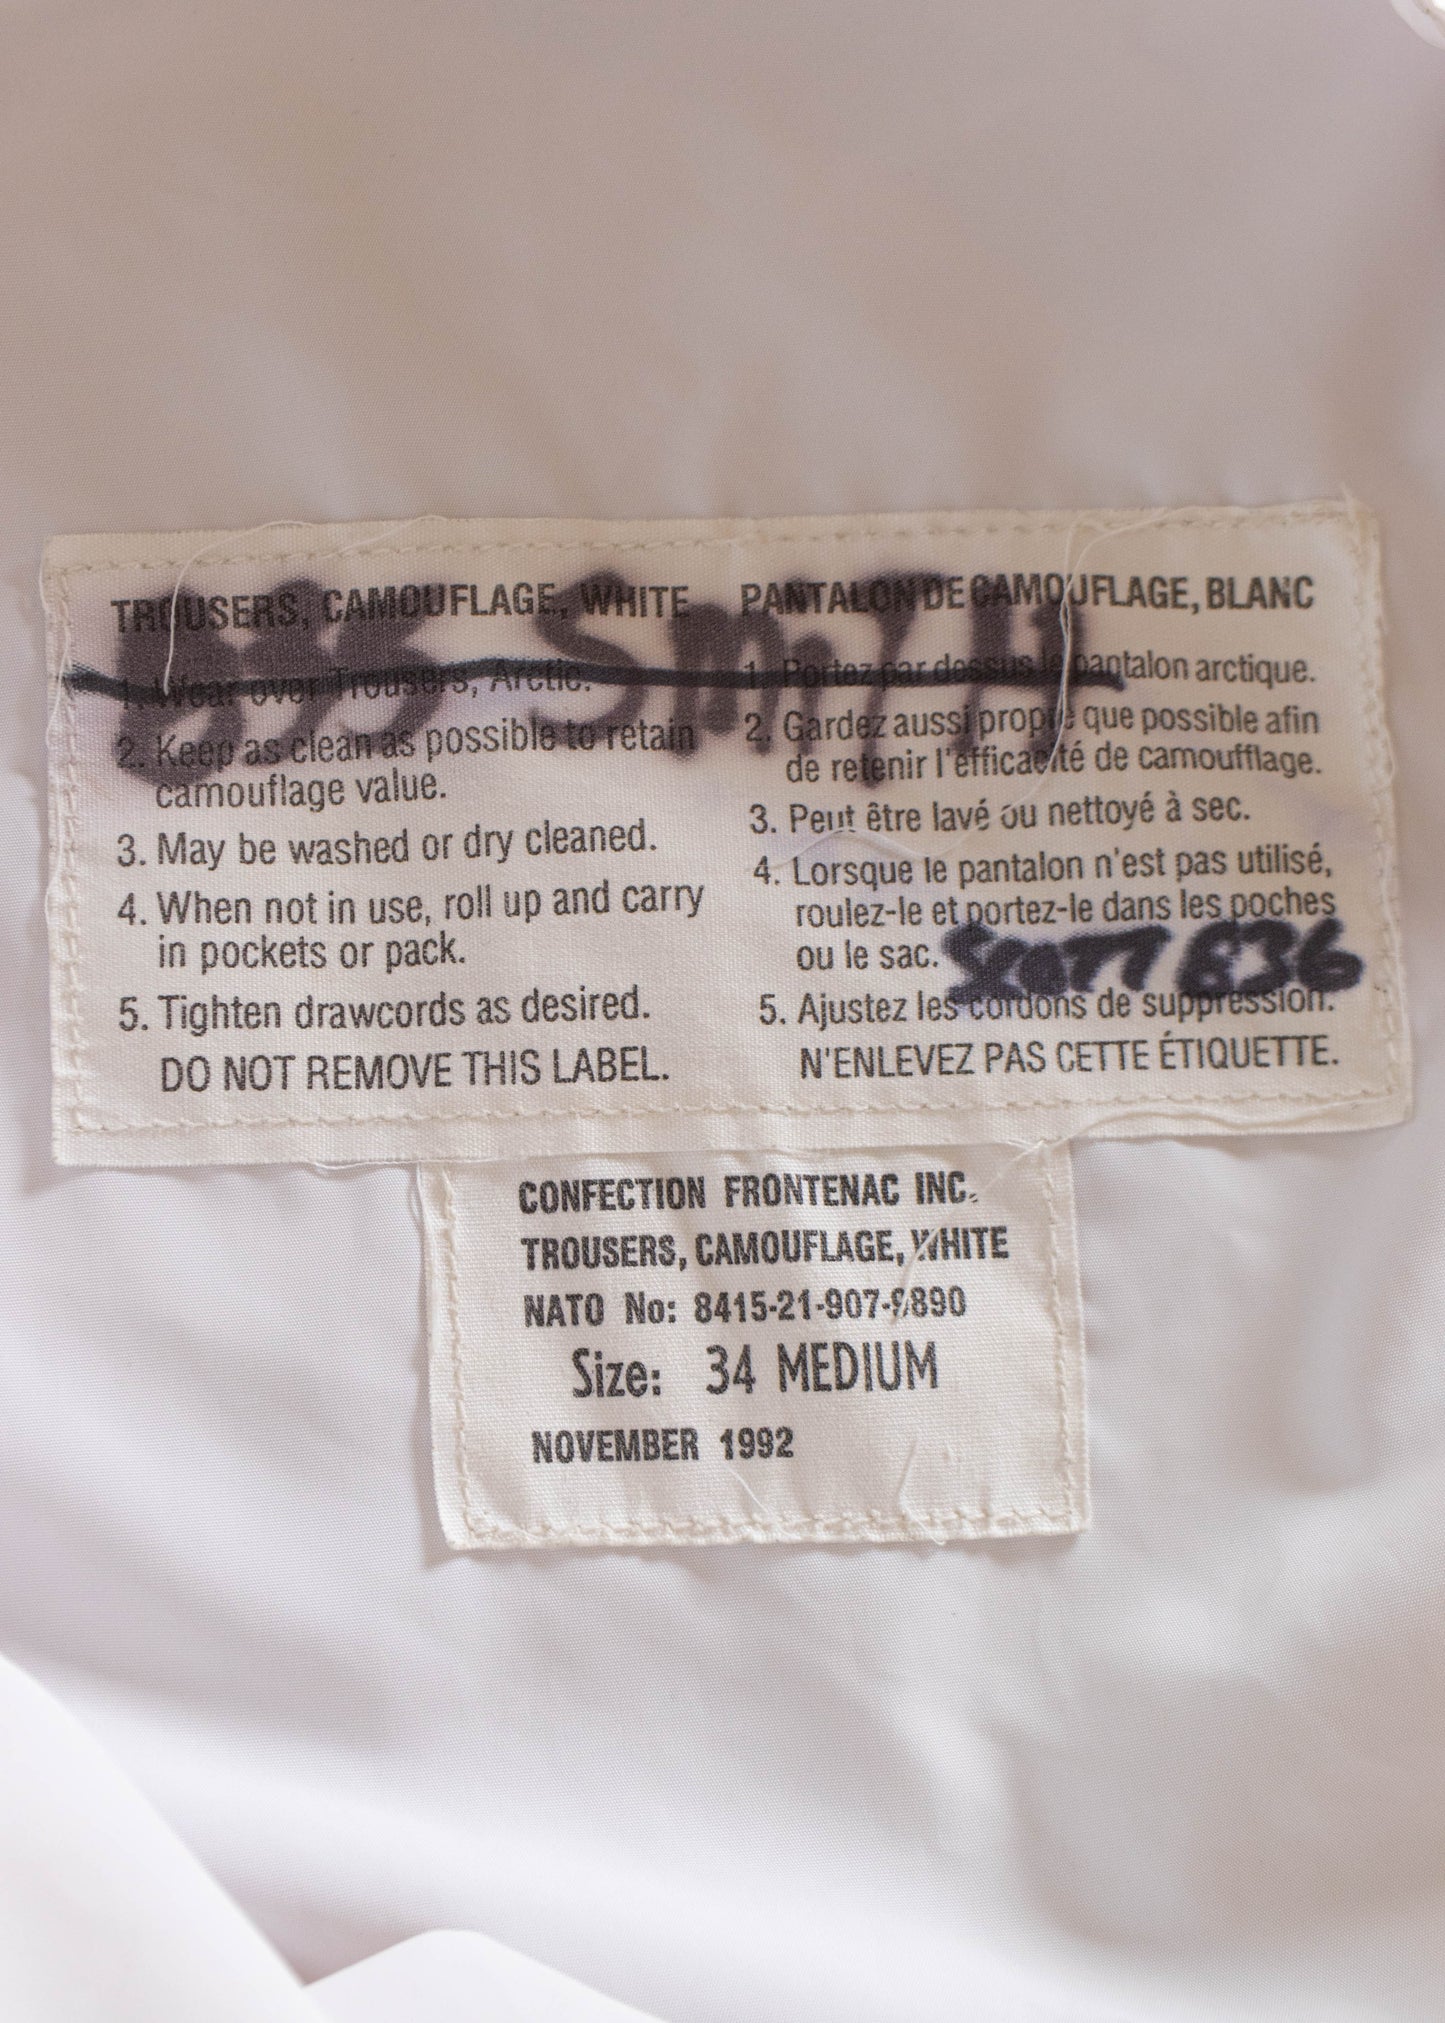 TROUSERS, CAMOUFLAGE, WHITE
1. Wear over Trousers, Arctic.
2. Keep as clean as possible to retain
camouflage value.
3. May be washed or dry cleaned.
4. When not in use, roll up and carry
in pockets or pack.
5. Tighten drawcords as desired.
DO NOT REMOVE THIS LABEL.
PANTALON DE CAMOUFLAGE, BLANC
1. Portez par dessus le pantalon arctique.
2. Gardez aussi propre que possible afin
de retenir l'efficacité de camoufflage.
3. Peut être lavé ou nettoyé à sec.
4. Lorsque le pantalon n'est pas utilisé,
roulez-le et portez-le dans les poches
ou le sac.
5. Ajustez les cordons de suppression.
N'ENLEVEZ PAS CETTE ÉTIQUETTE.
SMITH
SCOTT 836
CONFECTION FRONTENAC INC.
TROUSERS, CAMOUFLAGE, WHITE
NATO No: 8415-21-907-9890
Size: 34 MEDIUM
NOVEMBER 1992